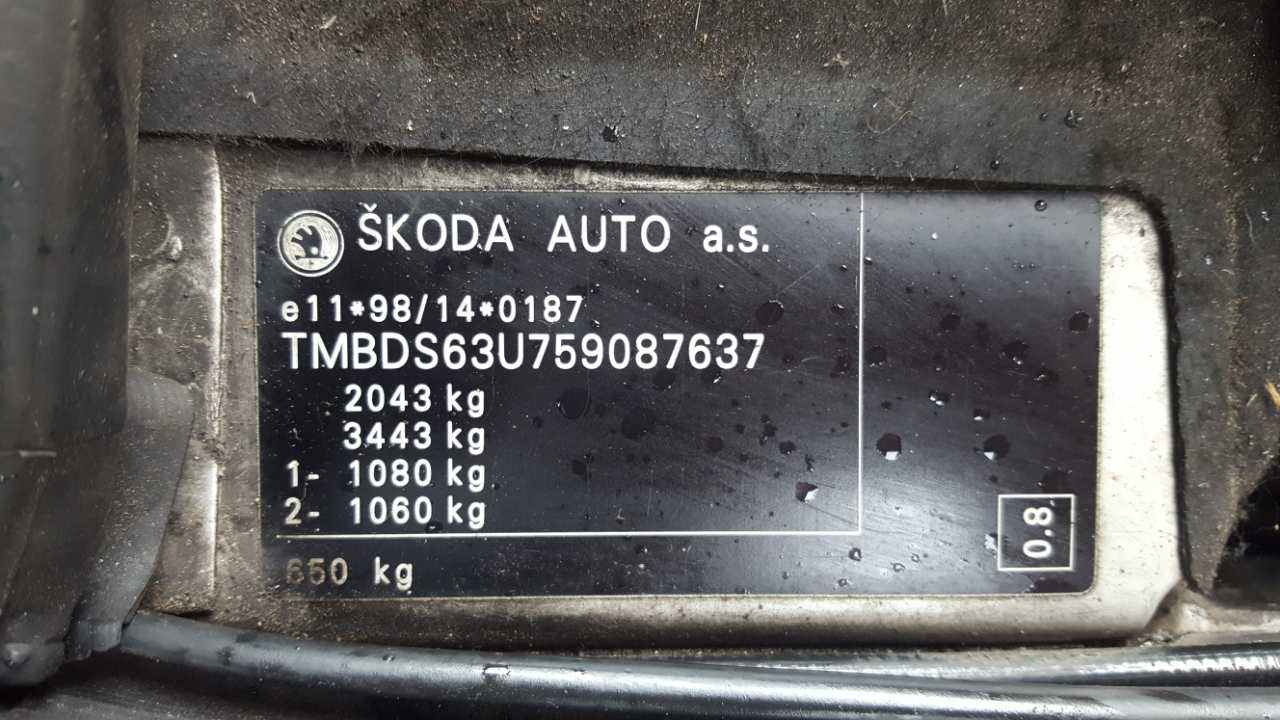 ŠKODA AUTO a.s.
e11*98/14*0187
TMBDS63U759087637
2043 kg
3443 kg
1- 1080 kg
2- 1060 kg
650 kg
0.8